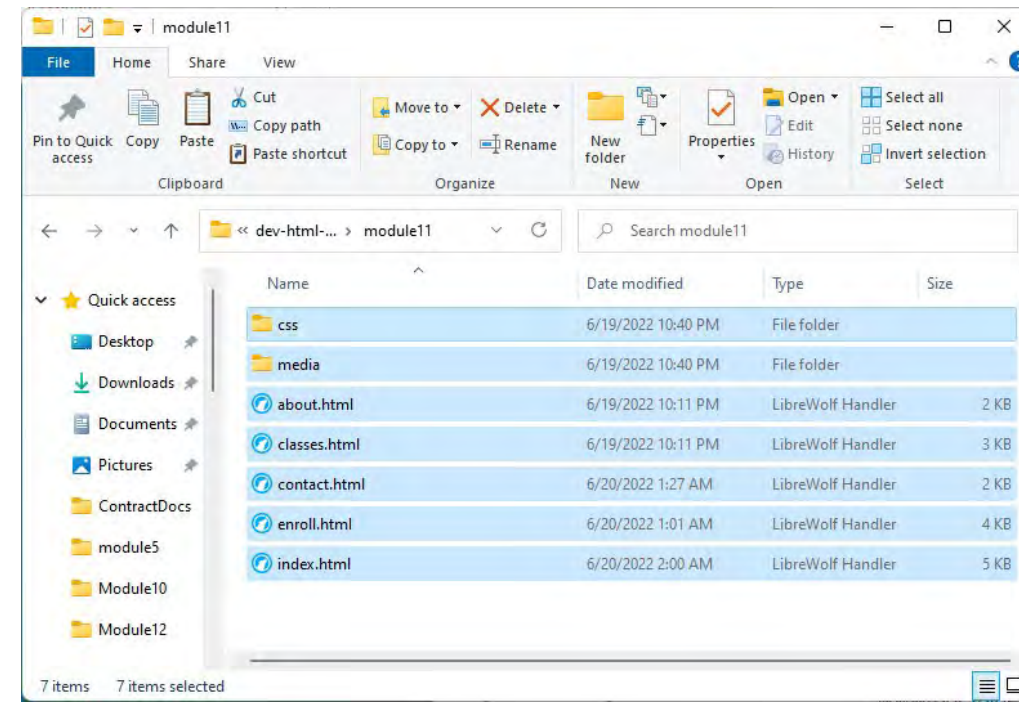 module11
File Home Share View
Pin to Quick access
Copy
Paste
Cut
Copy path
Paste shortcut
Clipboard
Move to
Copy to
Delete
Rename
Organize
New folder
New
Properties
Open
Edit
History
Open
Select all
Select none
Invert selection
Select
« dev-html-... › module11
Search module11
Name Date modified Type Size
Quick access
Desktop
Downloads
Documents
Pictures
ContractDocs
module5
Module10
Module12
css 6/19/2022 10:40 PM File folder
media 6/19/2022 10:40 PM File folder
about.html 6/19/2022 10:11 PM LibreWolf Handler 2 KB
classes.html 6/19/2022 10:11 PM LibreWolf Handler 3 KB
contact.html 6/20/2022 1:27 AM LibreWolf Handler 2 KB
enroll.html 6/20/2022 1:01 AM LibreWolf Handler 4 KB
index.html 6/20/2022 2:00 AM LibreWolf Handler 5 KB
7 items 7 items selected